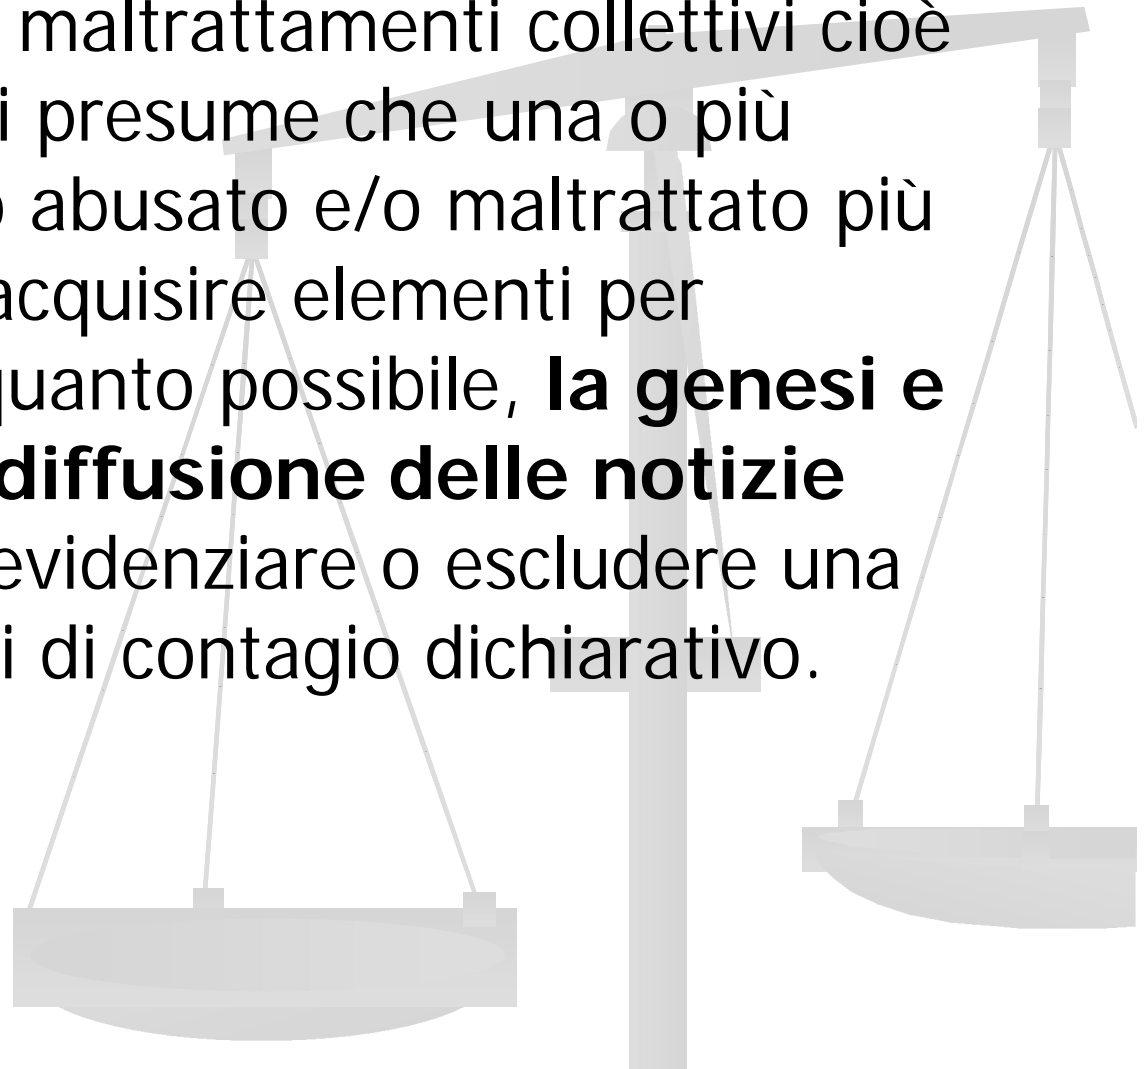 maltrattamenti collettivi cioè
i presume che una o più
abusato e/o maltrattato più
acquisire elementi per
quanto possibile, la genesi e
diffusione delle notizie
evidenziare o escludere una
i di contagio dichiarativo.